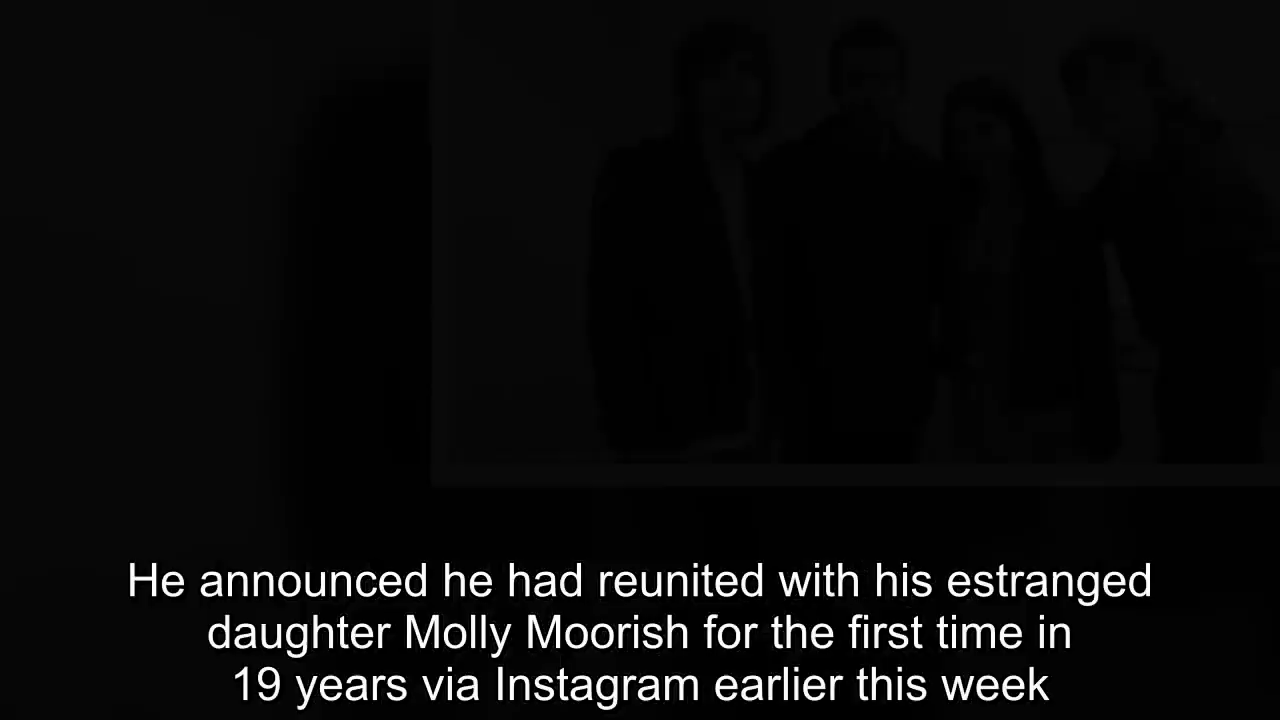 He announced he had reunited with his estranged
daughter Molly Moorish for the first time in
19 years via Instagram earlier this week